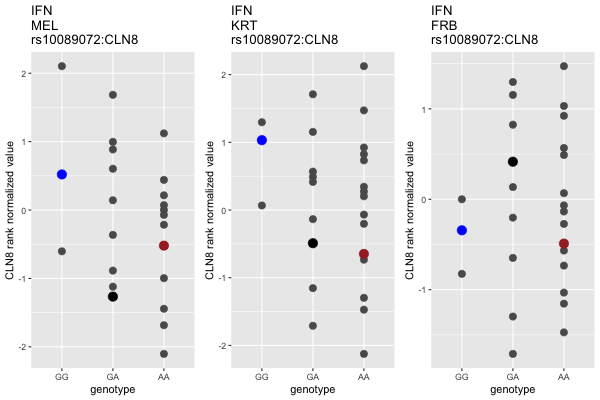 IFN
MEL
rs10089072:CLN8
CLN8 rank normalized value
2
1
0
-1
-2
GG GA AA
genotype
IFN
KRT
rs10089072:CLN8
CLN8 rank normalized value
2
1
0
-1
-2
GG GA AA
genotype
IFN
FRB
rs10089072:CLN8
CLN8 rank normalized value
1
0
-1
GG GA AA
genotype